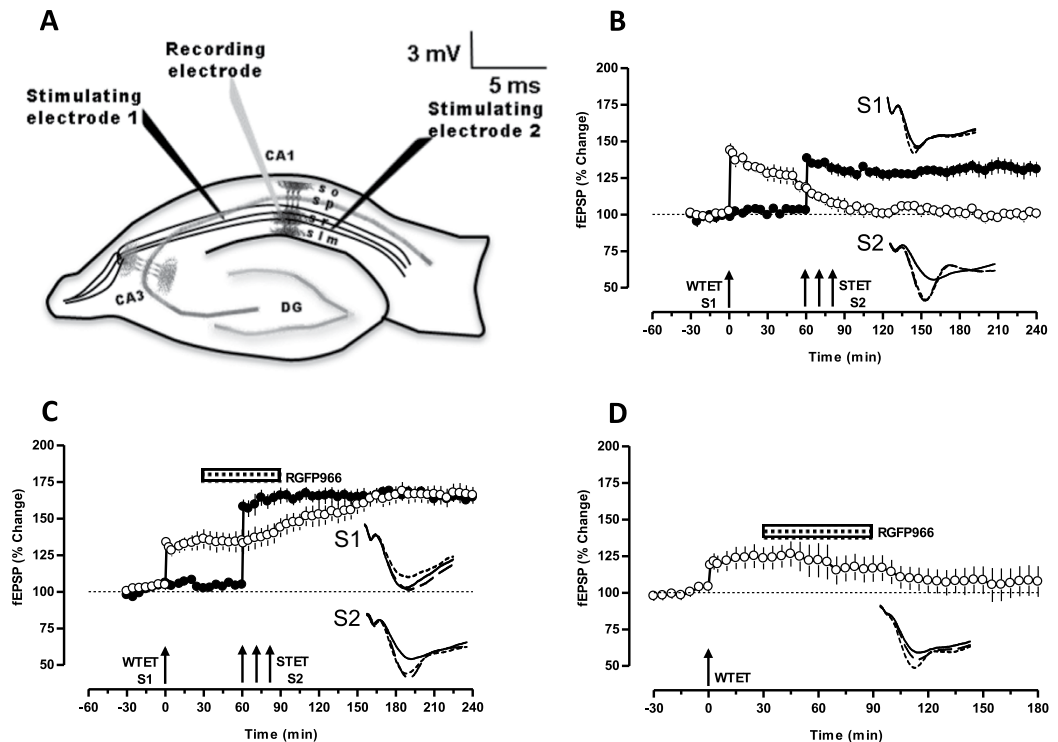 A
Recording
electrode
3 mV
5 ms
Stimulating
electrode 1
Stimulating
electrode 2
CA1
so
sp
sr
slm
CA3
DG
B
200
175
150
125
100
75
50
fEPSP (% Change)
S1
S2
WTET
S1
STET
S2
-60 -30 0 30 60 90 120 150 180 210 240
Time (min)
C
200
175
150
125
100
75
50
fEPSP (% Change)
RGFP966
S1
S2
WTET
S1
STET
S2
-60 -30 0 30 60 90 120 150 180 210 240
Time (min)
D
200
175
150
125
100
75
50
fEPSP (% Change)
RGFP966
WTET
-30 0 30 60 90 120 150 180
Time (min)